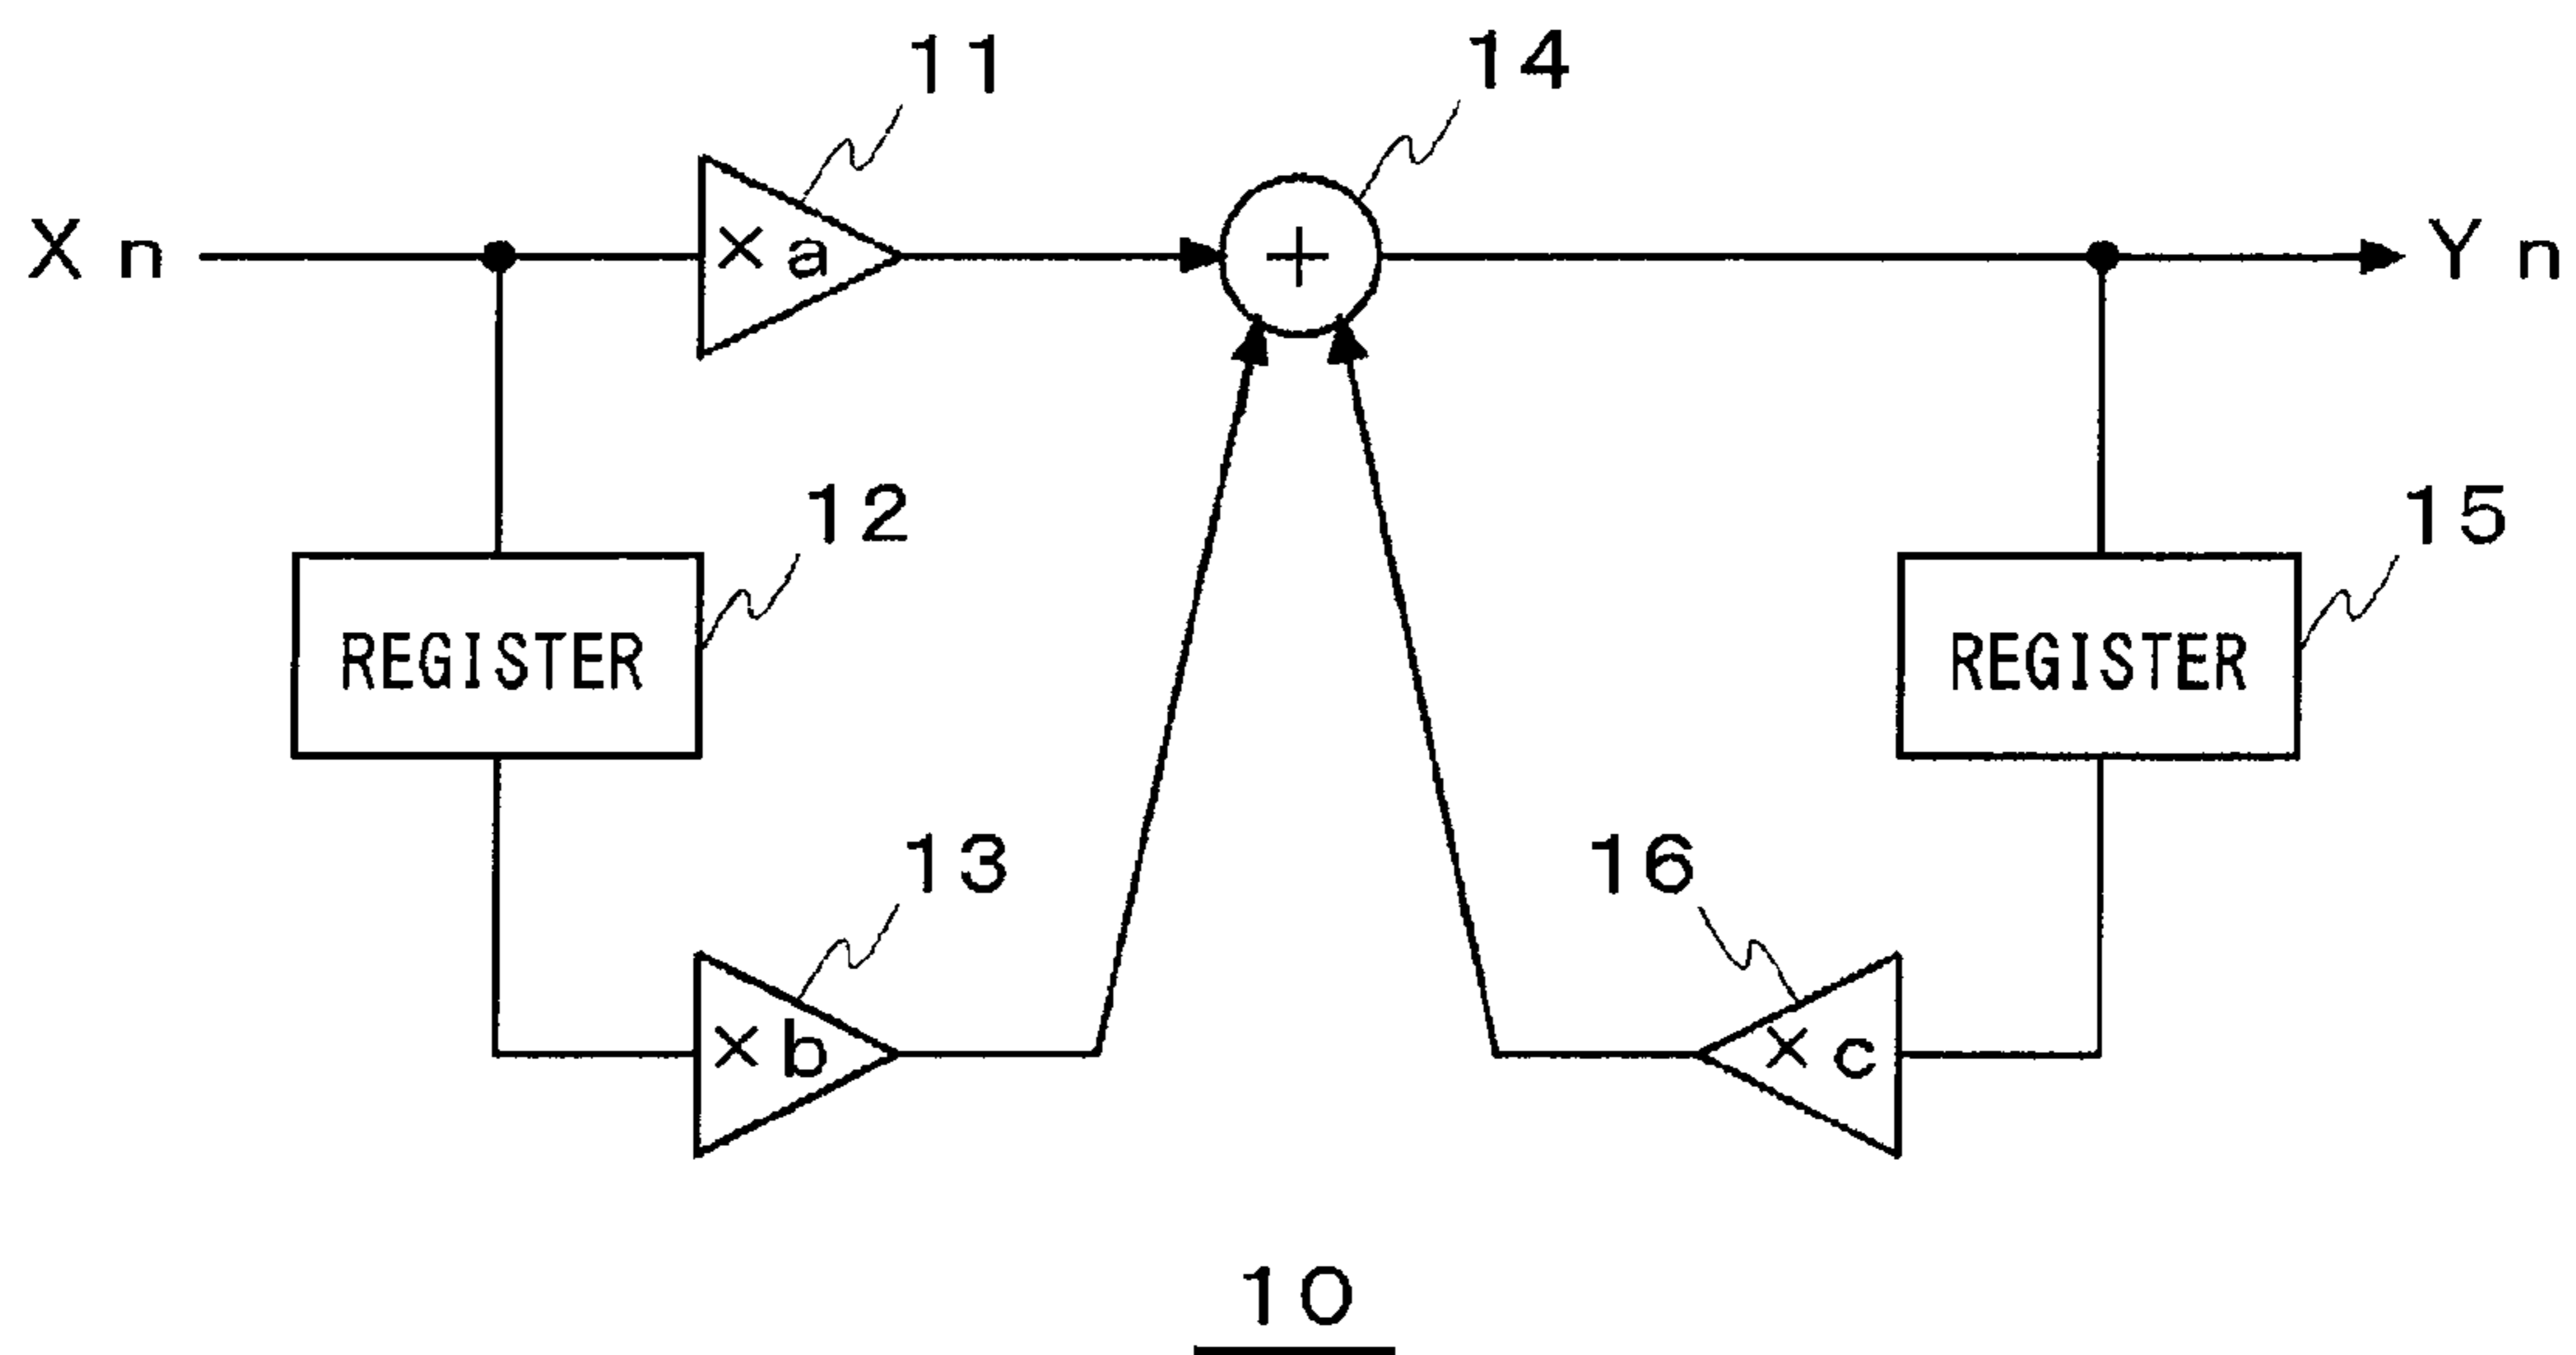 11
14
X n
× a
+
Y n
12
15
REGISTER
REGISTER
13
16
× b
× c
10